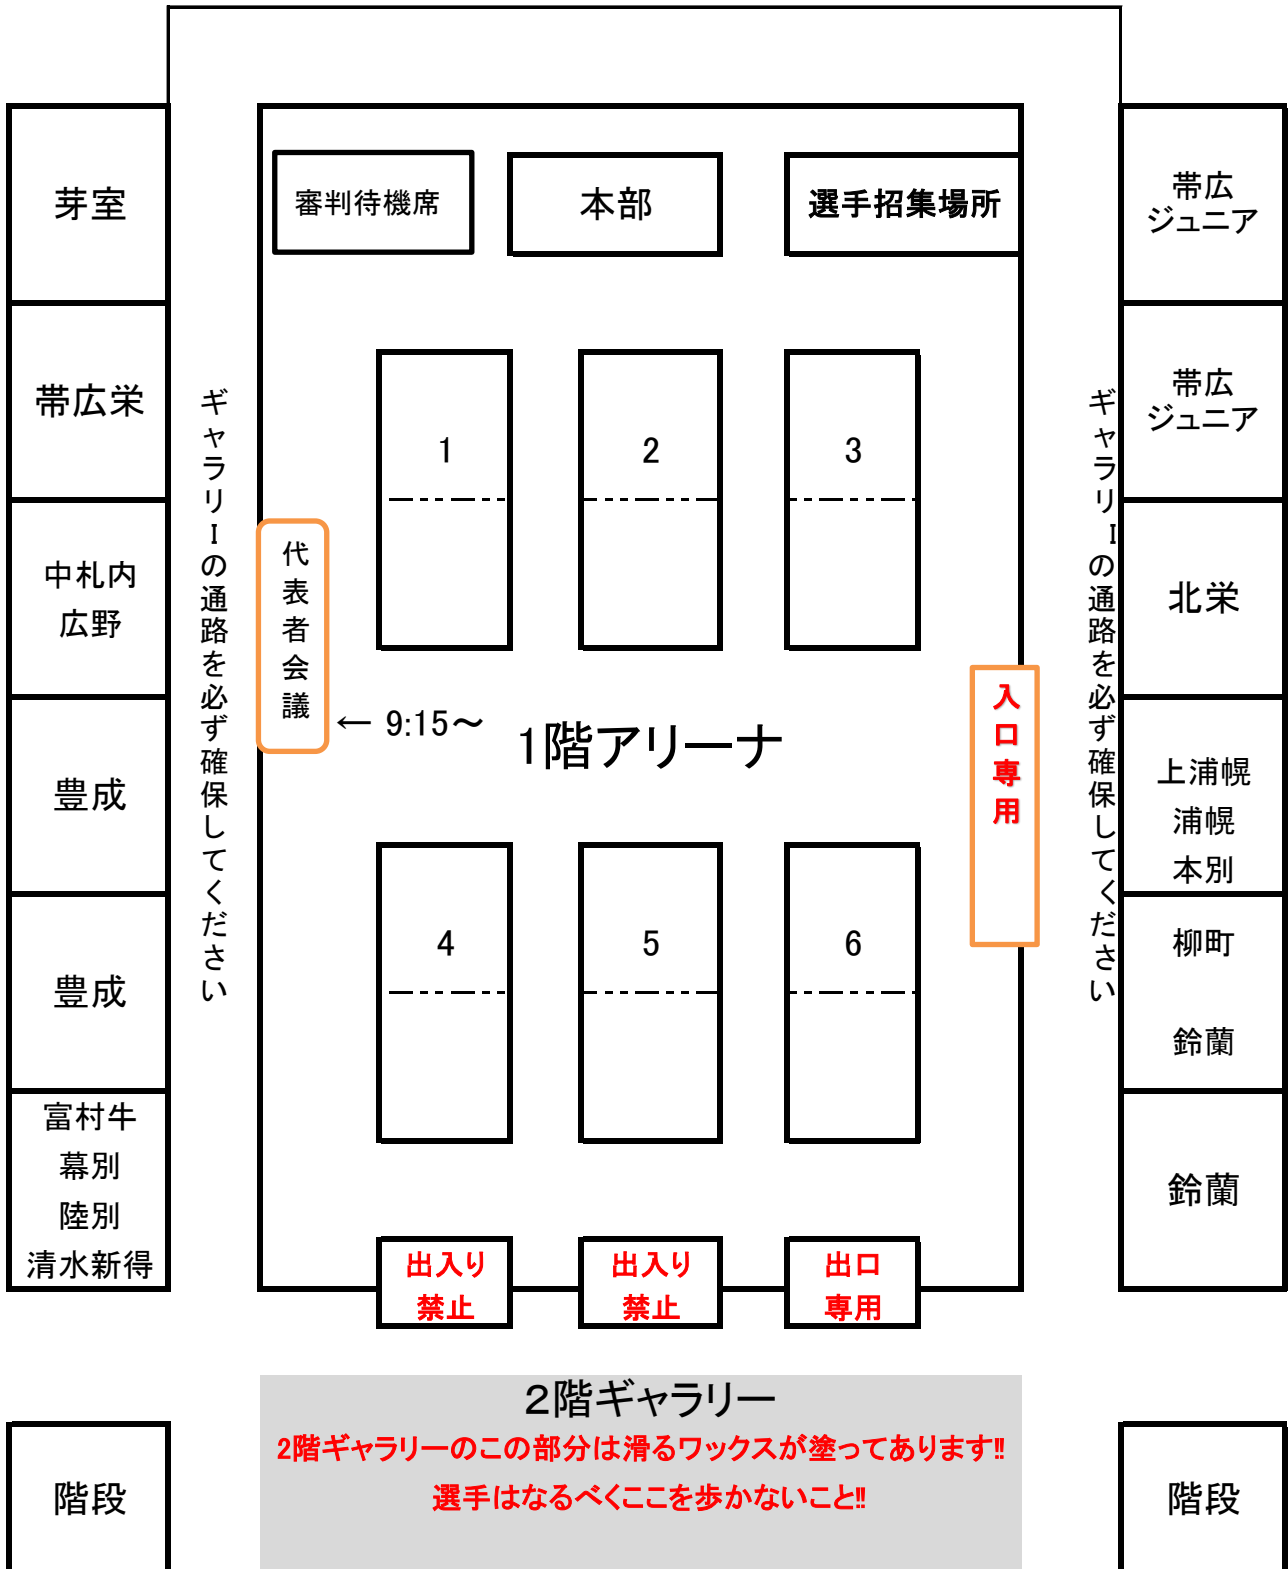 芽室
帯広栄
中札内
広野
豊成
豊成
富村牛
幕別
陸別
清水新得
階段
ギャラリーの通路を必ず確保してください
審判待機席
本部
選手招集場所
1
2
3
代表者会議
← 9:15～
1階アリーナ
入口専用
4
5
6
出入り
禁止
出入り
禁止
出口
専用
2階ギャラリー
2階ギャラリーのこの部分は滑るワックスが塗ってあります!!
選手はなるべくここを歩かないこと!!
ギャラリーの通路を必ず確保してください
帯広
ジュニア
帯広
ジュニア
北栄
上浦幌
浦幌
本別
柳町
鈴蘭
鈴蘭
階段